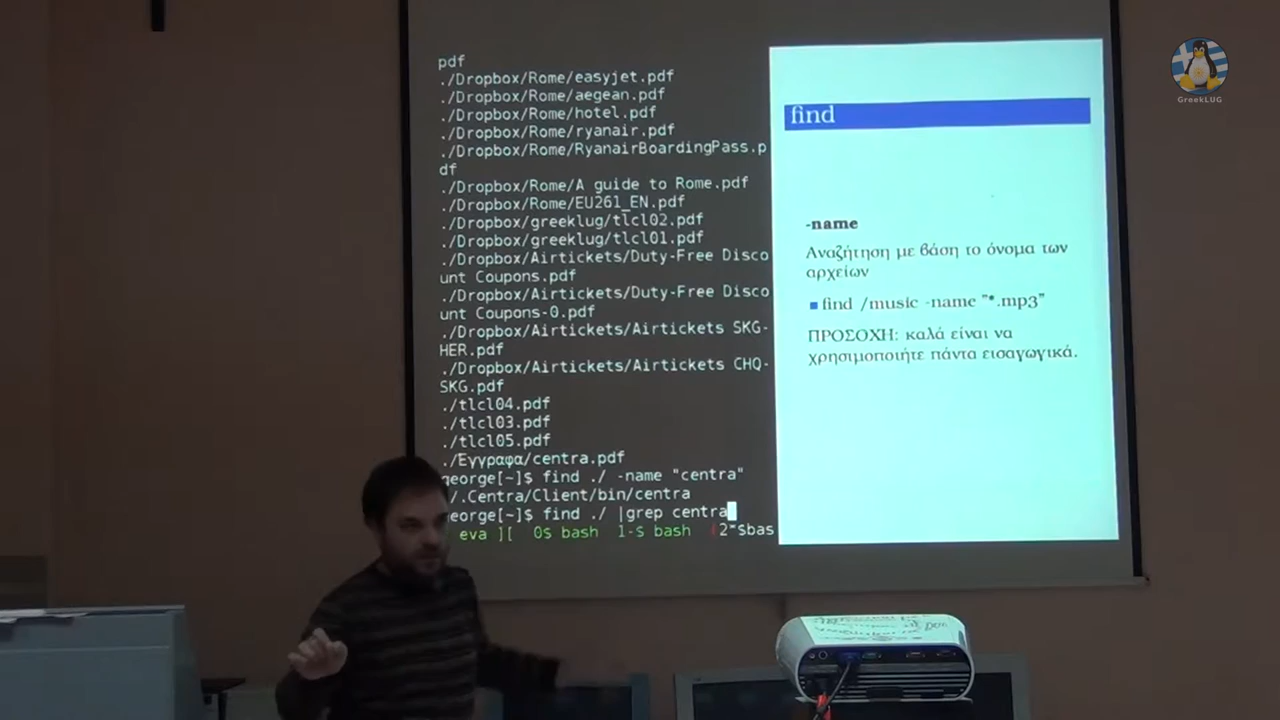 pdf
./Dropbox/Rome/easyjet.pdf
./Dropbox/Rome/aegean.pdf
./Dropbox/Rome/hotel.pdf
./Dropbox/Rome/ryanair.pdf
./Dropbox/Rome/RyanairBoardingPass.p
df
./Dropbox/Rome/A guide to Rome.pdf
./Dropbox/Rome/EU261_EN.pdf
./Dropbox/greeklug/tlcl02.pdf
./Dropbox/greeklug/tlcl01.pdf
./Dropbox/Airtickets/Duty-Free Disco
unt Coupons.pdf
./Dropbox/Airtickets/Duty-Free Disco
unt Coupons-0.pdf
./Dropbox/Airtickets/Airtickets SKG-
HER.pdf
./Dropbox/Airtickets/Airtickets CHQ-
SKG.pdf
./tlcl04.pdf
./tlcl03.pdf
./tlcl05.pdf
./Έγγραφα/centra.pdf
george[~]$ find ./ -name "centra"
/.Centra/Client/bin/centra
eorge[~]$ find ./ |grep centra
eva ][ 0$ bash 1-$ bash (2*$bas
find
-name
Αναζήτηση με βάση το όνομα των
αρχείων
find /music -name "*.mp3"
ΠΡΟΣΟΧΗ: καλά είναι να
χρησιμοποιήτε πάντα εισαγωγικά.
GreekLUG